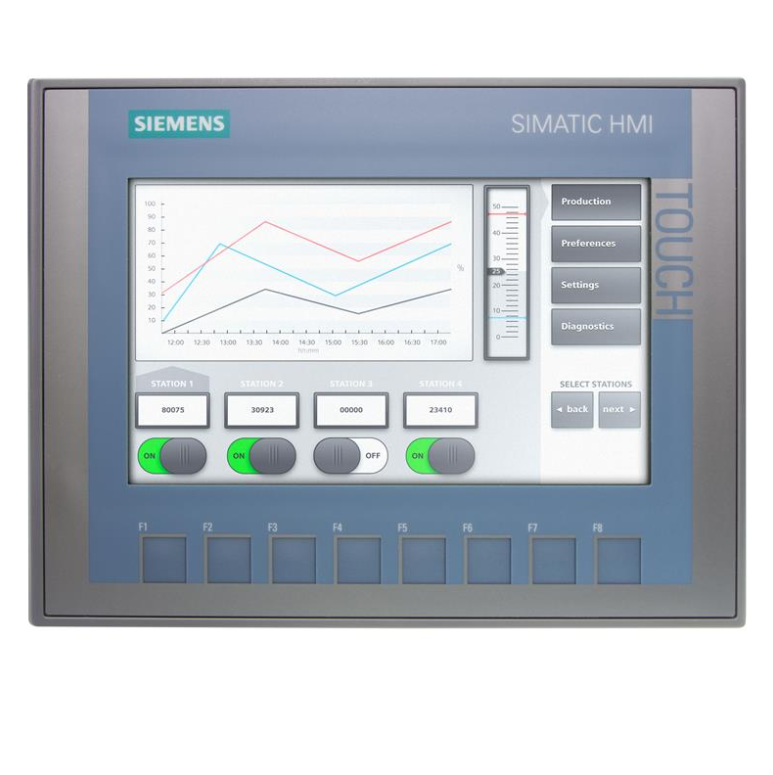 SIEMENS
SIMATIC HMI
TOUCH
100
90
80
70
60
50
40
30
20
10
%
12:00 12:30 13:00 13:30 14:00 14:30 15:00 15:30 16:00 16:30 17:00
50
40
30
25
20
10
0
Production
Preferences
Settings
Diagnostics
STATION 1 STATION 2 STATION 3 STATION 4
80075 30923 00000 23410
ON ON OFF ON
SELECT STATIONS
◄ back next ►
F1 F2 F3 F4 F5 F6 F7 F8